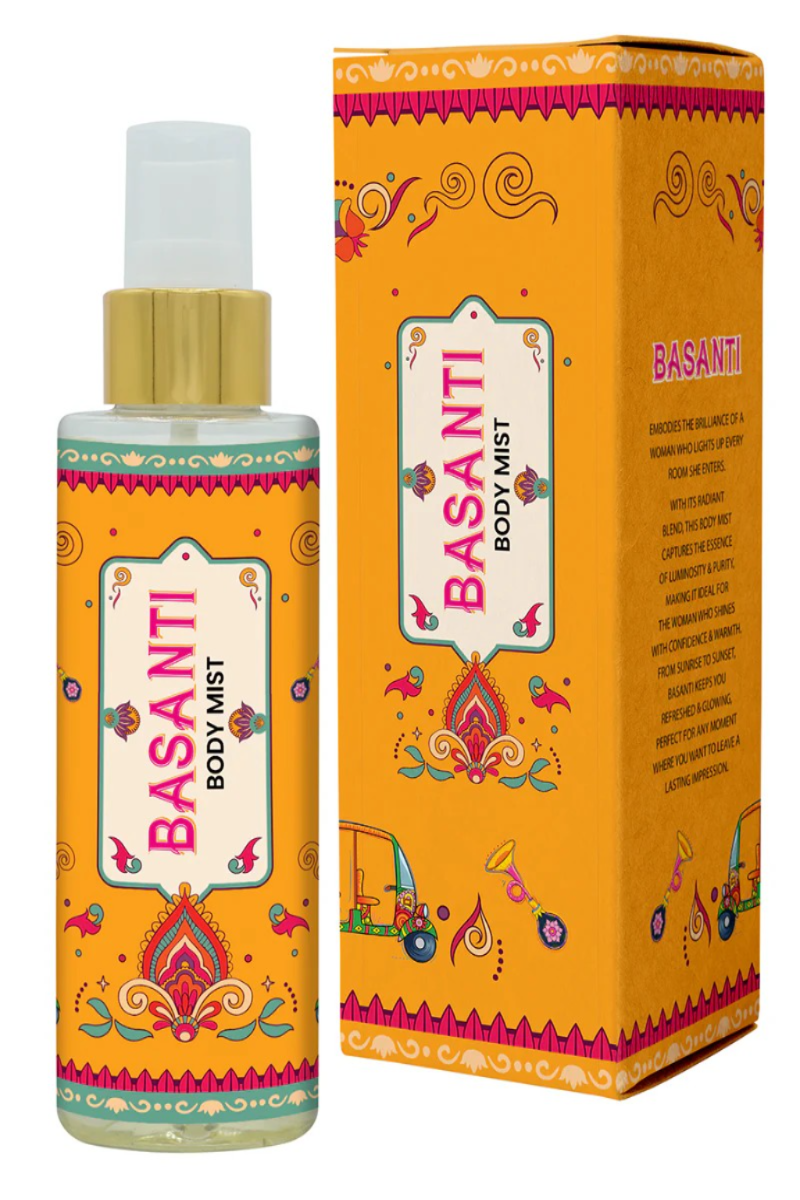 BASANTI
BODY MIST
BASANTI
BODY MIST
BASANTI
EMBODIES THE BRILLIANCE OF A
WOMAN WHO LIGHTS UP EVERY
ROOM SHE ENTERS.
WITH ITS RADIANT
BLEND, THIS BODY MIST
CAPTURES THE ESSENCE
OF LUMINOSITY & PURITY,
MAKING IT IDEAL FOR
THE WOMAN WHO SHINES
WITH CONFIDENCE & WARMTH.
FROM SUNRISE TO SUNSET,
BASANTI KEEPS YOU
REFRESHED & GLOWING.
PERFECT FOR ANY MOMENT
WHERE YOU WANT TO LEAVE A
LASTING IMPRESSION.